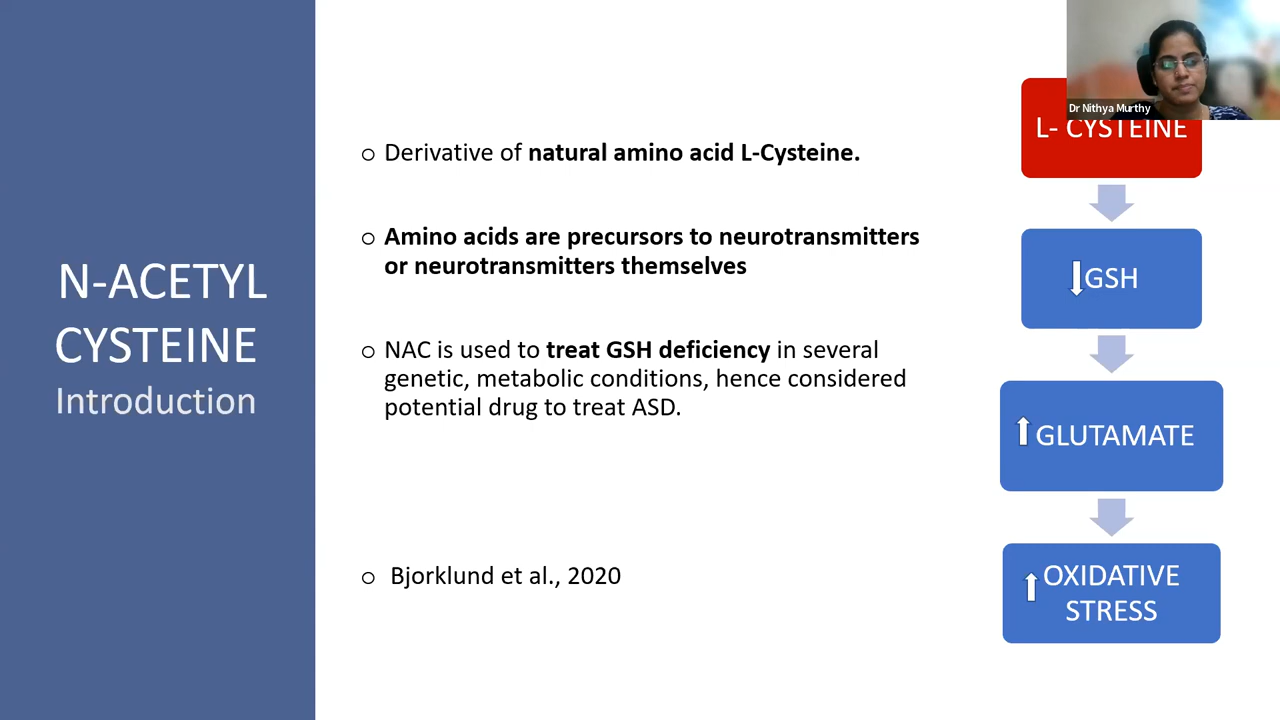 N-ACETYL
CYSTEINE
Introduction
Derivative of natural amino acid L-Cysteine.
Amino acids are precursors to neurotransmitters
or neurotransmitters themselves
NAC is used to treat GSH deficiency in several
genetic, metabolic conditions, hence considered
potential drug to treat ASD.
Bjorklund et al., 2020
Dr Nithya Murthy
L- CYSTEINE
GSH
GLUTAMATE
OXIDATIVE
STRESS